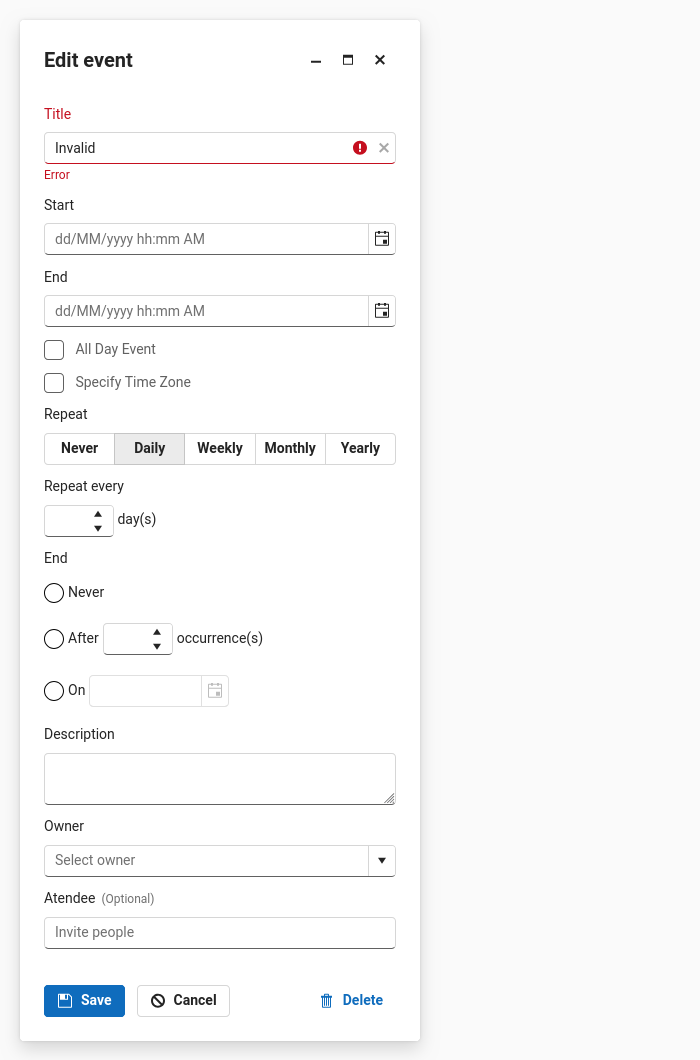 Edit event
Title
Invalid
Error
Start
dd/MM/yyyy hh:mm AM
End
dd/MM/yyyy hh:mm AM
All Day Event
Specify Time Zone
Repeat
Never Daily Weekly Monthly Yearly
Repeat every
day(s)
End
Never
After occurrence(s)
On
Description
Owner
Select owner
Atendee (Optional)
Invite people
Save Cancel Delete